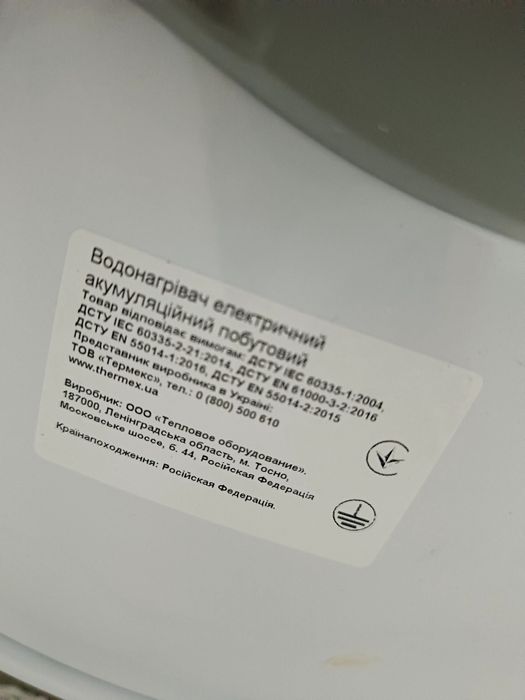 Водонагрівач електричний
акумуляційний побутовий
Товар відповідає вимогам: ДСТУ IEC 60335-1:2004,
ДСТУ IEC 60335-2-21:2014, ДСТУ EN 61000-3-2:2016
ДСТУ EN 55014-1:2016, ДСТУ EN 55014-2:2015
Представник виробника в Україні:
ТОВ «Термекс», тел.: 0 (800) 500 610
www.thermex.ua
Виробник: ООО «Тепловое оборудование».
187000, Ленінградська область, м. Тосно,
Московське шоссе, б. 44, Російская Федерація
Країнапоходження: Російская Федерація.